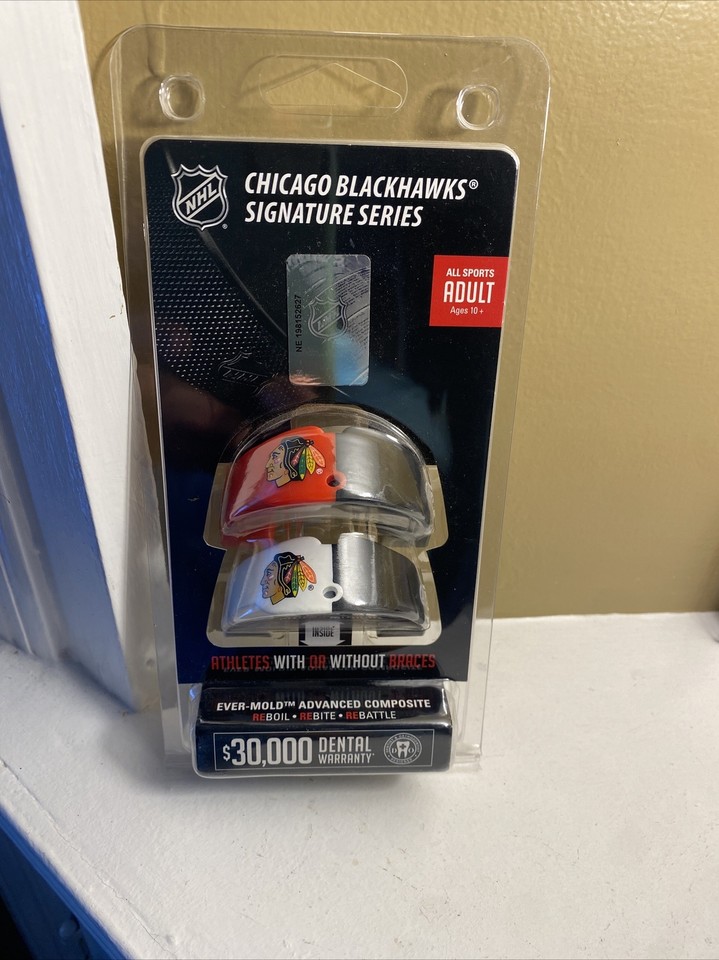 NHL
CHICAGO BLACKHAWKS®
SIGNATURE SERIES
ALL SPORTS
ADULT
Ages 10 +
NE 198152627
INSIDE
ATHLETES WITH OR WITHOUT BRACES
EVER-MOLD™ ADVANCED COMPOSITE
REBOIL • REBITE • REBATTLE
$30,000 DENTAL
WARRANTY